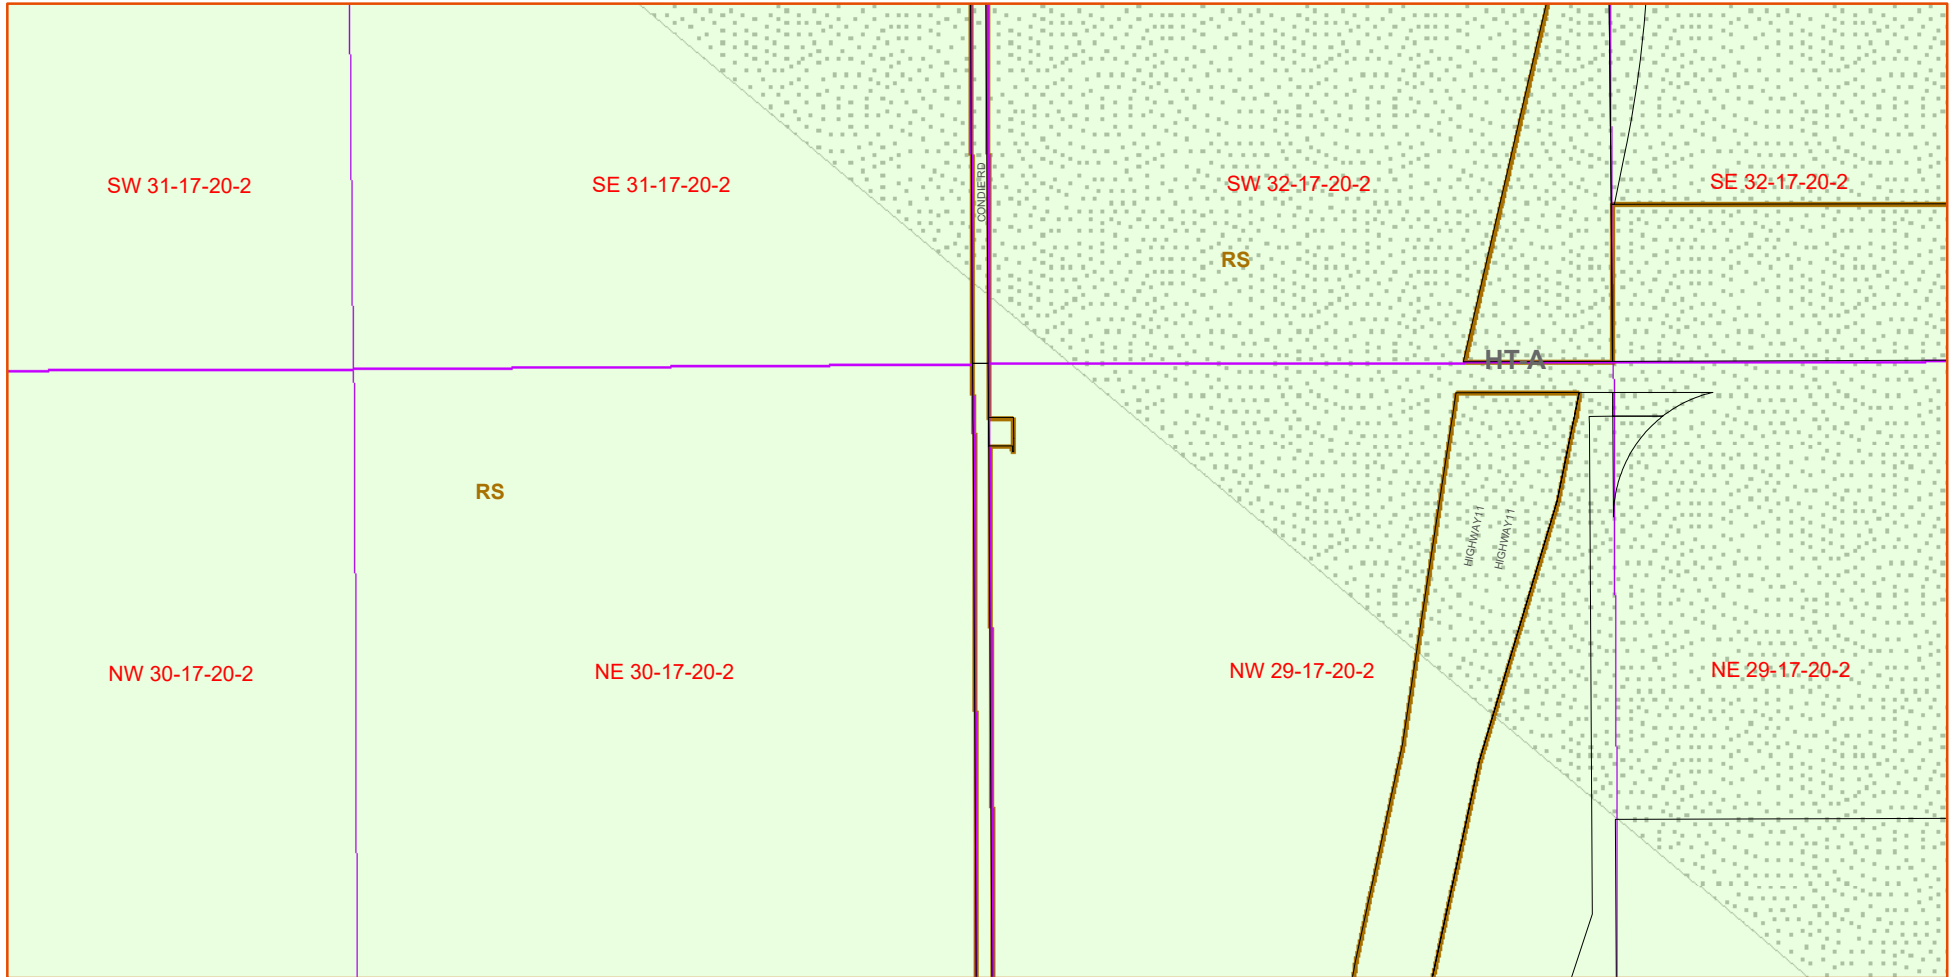 SW 31-17-20-2
SE 31-17-20-2
CONDIE RD
SW 32-17-20-2
SE 32-17-20-2
RS
HT-A
RS
HIGHWAY11
HIGHWAY11
NW 30-17-20-2
NE 30-17-20-2
NW 29-17-20-2
NE 29-17-20-2